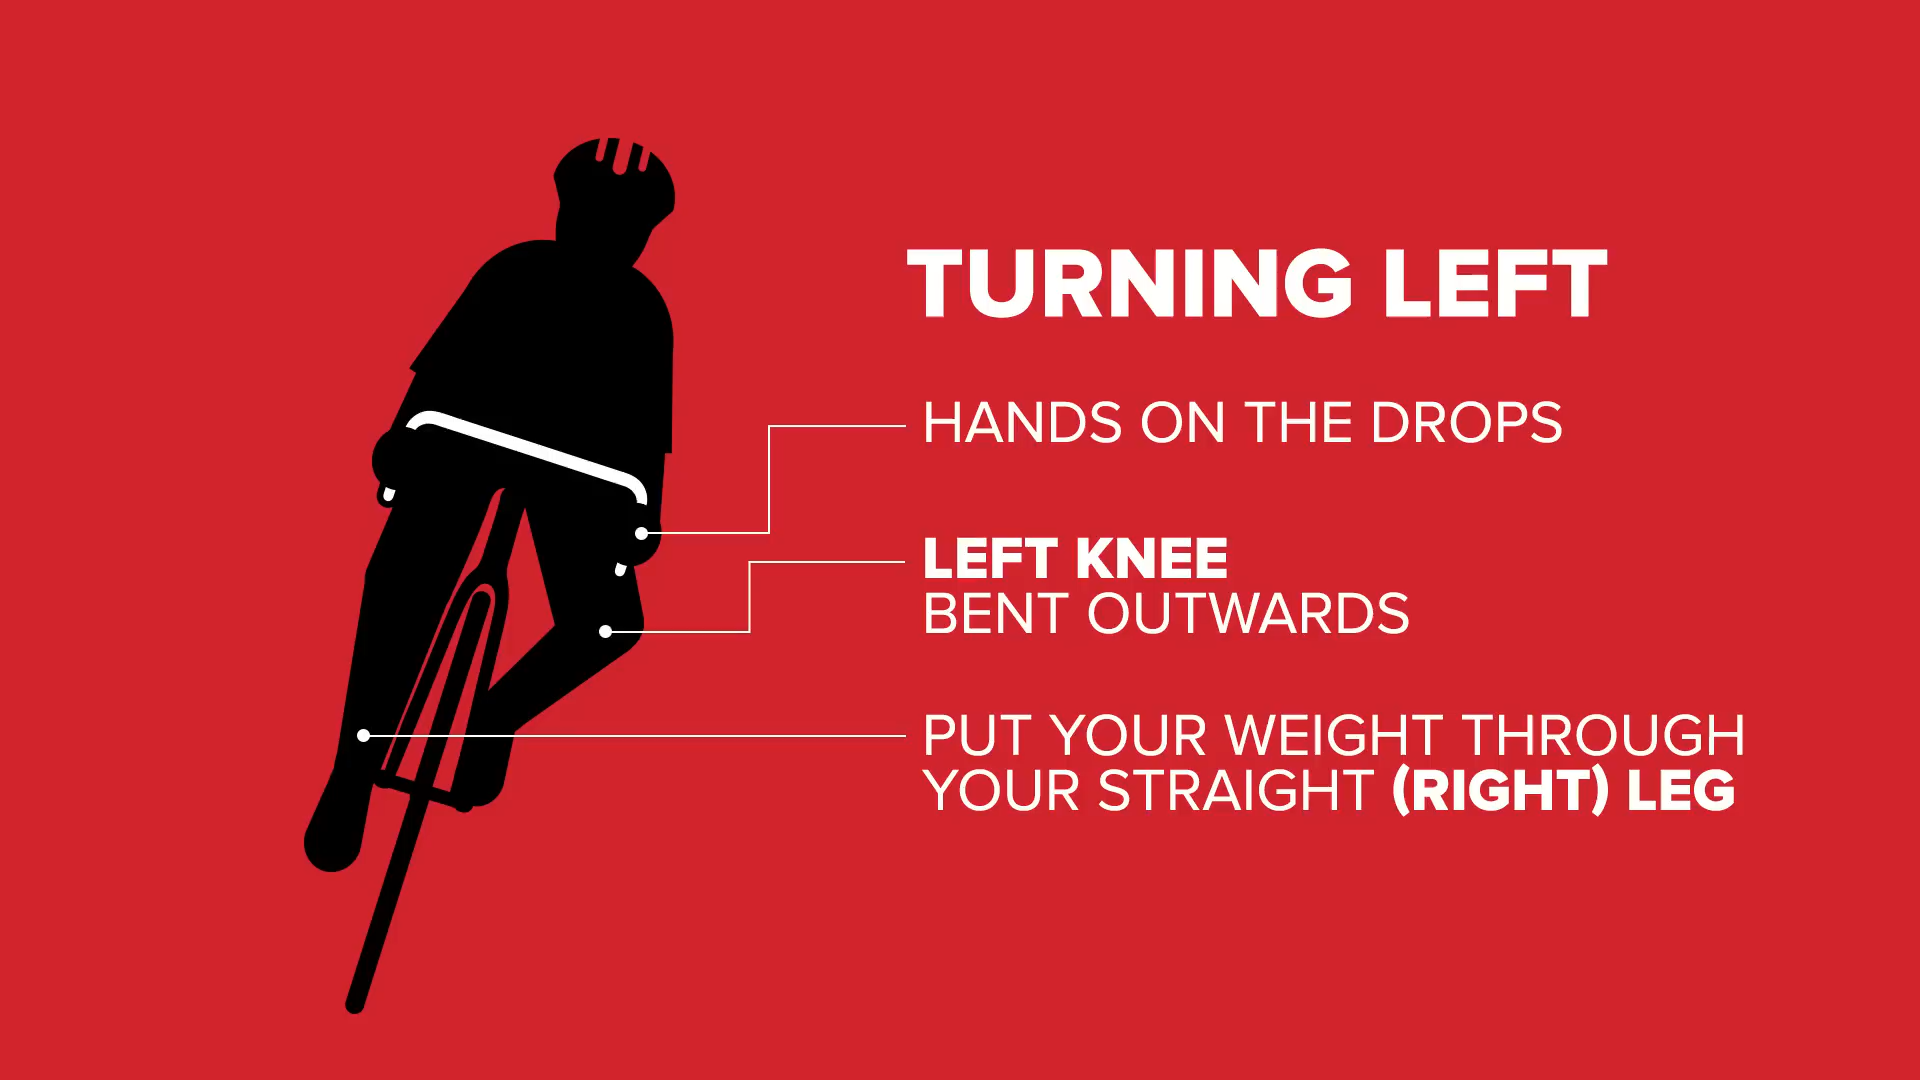 TURNING LEFT
HANDS ON THE DROPS
LEFT KNEE
BENT OUTWARDS
PUT YOUR WEIGHT THROUGH
YOUR STRAIGHT (RIGHT) LEG